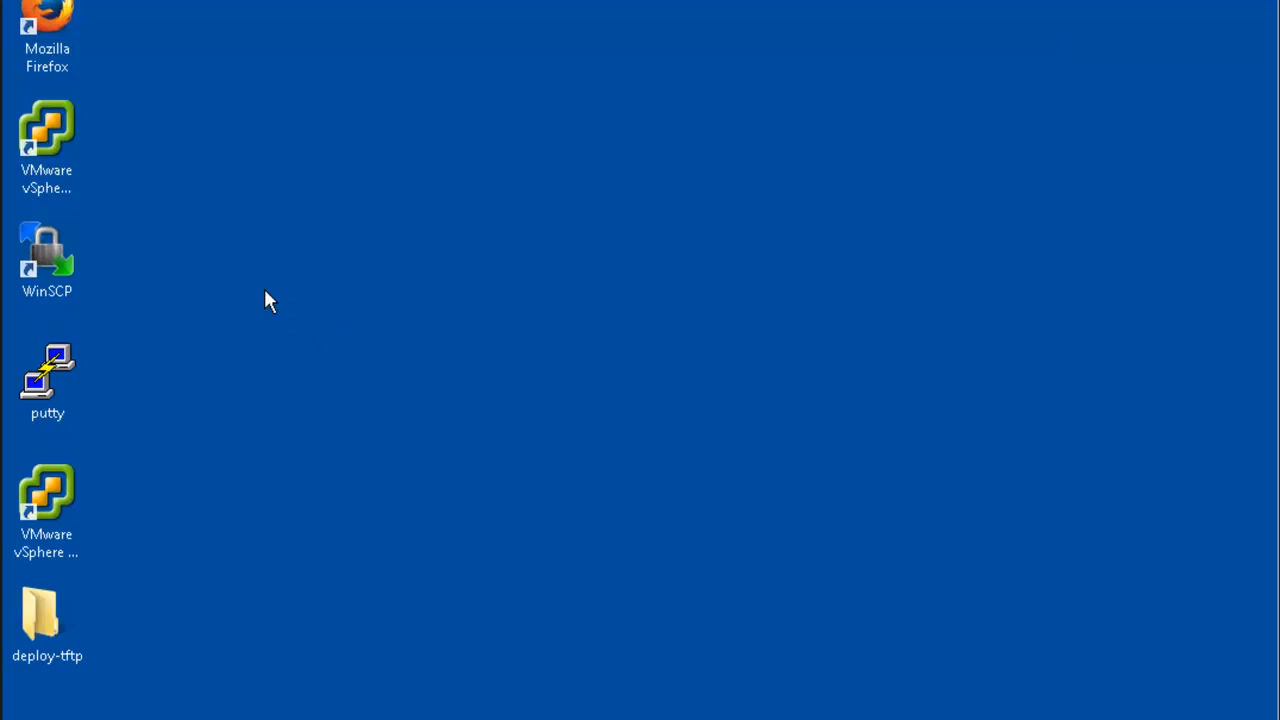 Mozilla
Firefox
VMware
vSphe...
WinSCP
putty
VMware
vSphere ...
deploy-tftp